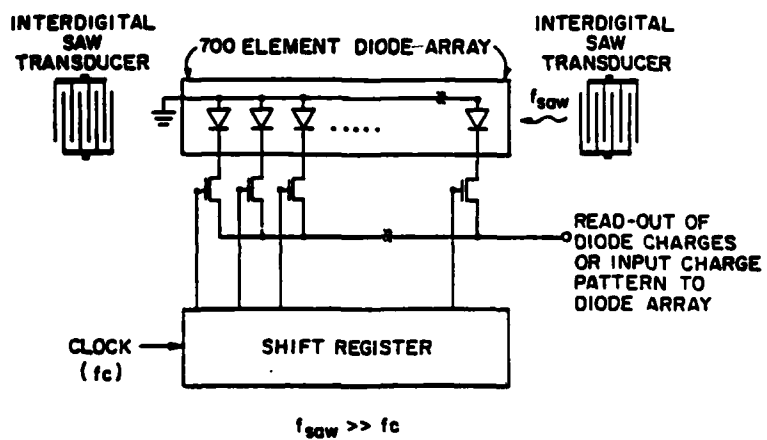 INTERDIGITAL
SAW
TRANSDUCER
700 ELEMENT DIODE-ARRAY
INTERDIGITAL
SAW
TRANSDUCER
fsaw
READ-OUT OF
DIODE CHARGES
OR INPUT CHARGE
PATTERN TO
DIODE ARRAY
CLOCK
(fc)
SHIFT REGISTER
fsaw >> fc